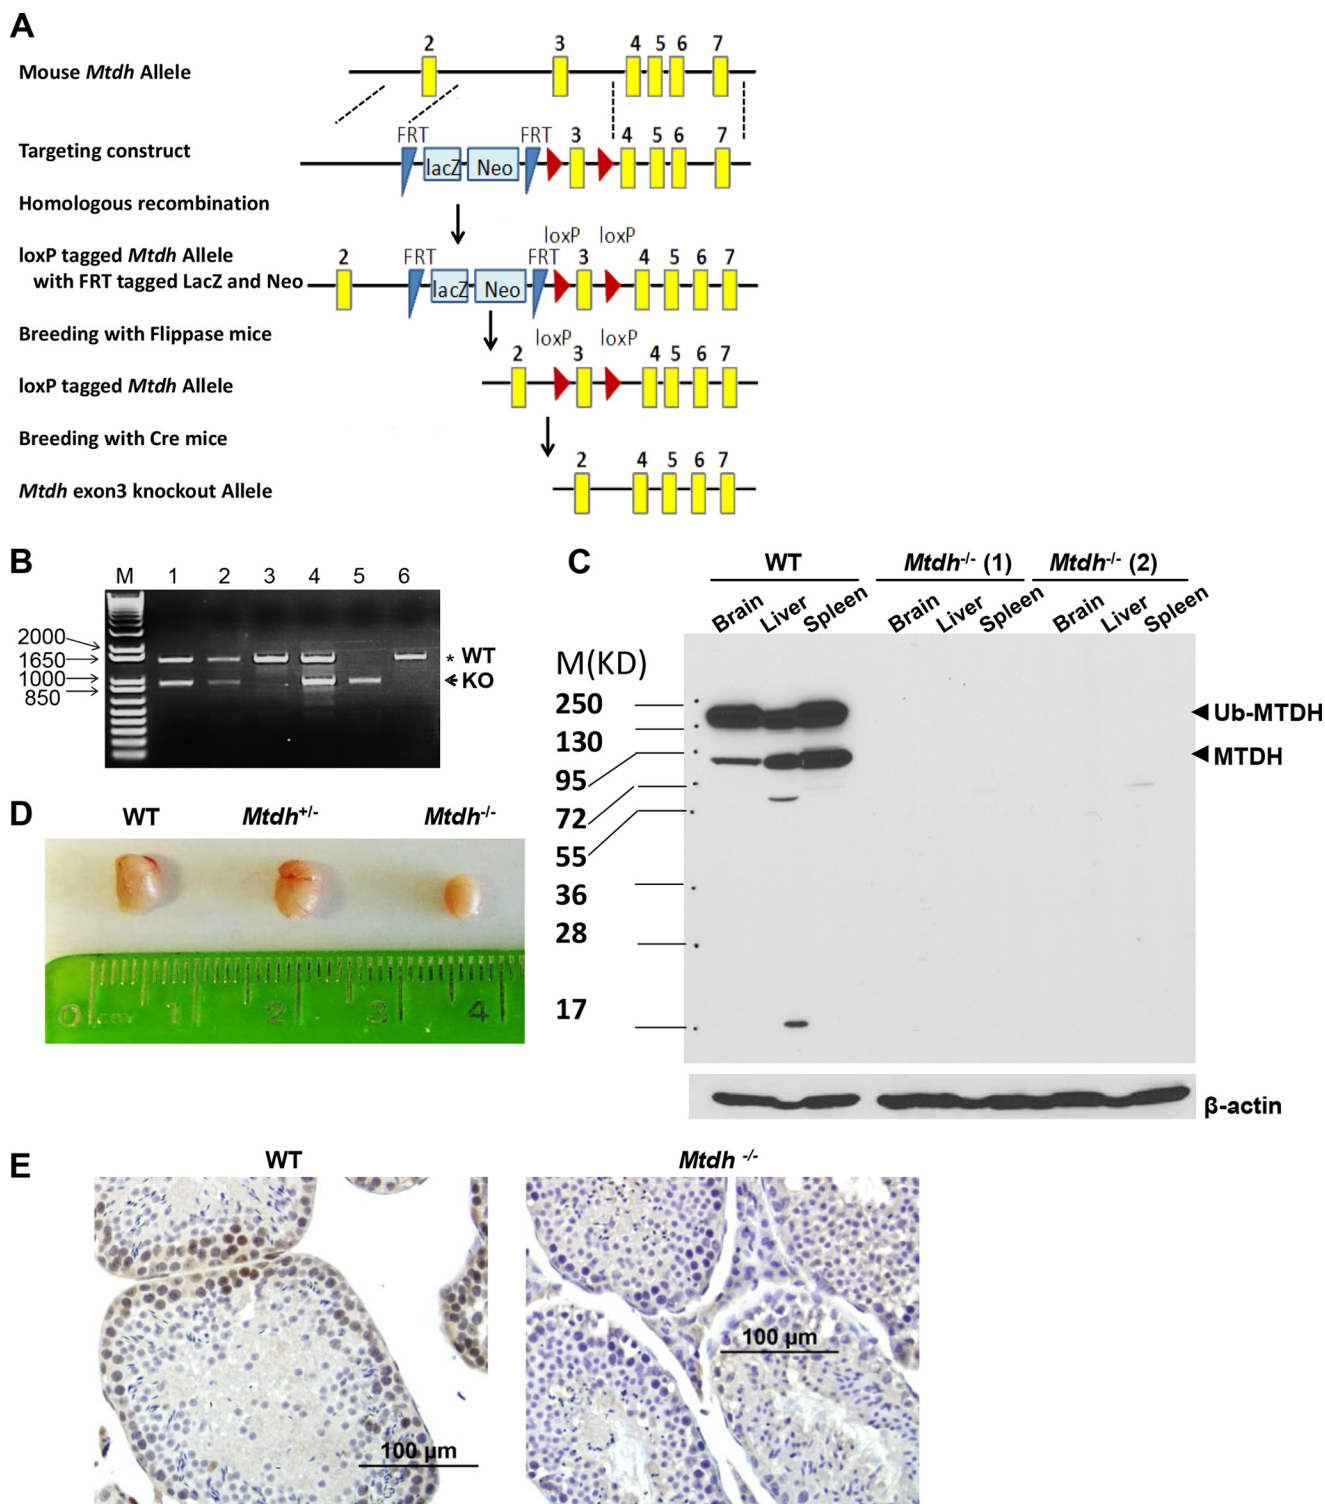 A
Mouse Mtdh Allele
2 3 4 5 6 7
Targeting construct
FRT lacZ Neo FRT 3 4 5 6 7
Homologous recombination
loxP tagged Mtdh Allele
with FRT tagged LacZ and Neo
loxP loxP
2 FRT lacZ Neo FRT 3 4 5 6 7
Breeding with Flippase mice
loxP loxP
loxP tagged Mtdh Allele
2 3 4 5 6 7
Breeding with Cre mice
Mtdh exon3 knockout Allele
2 4 5 6 7
B
M 1 2 3 4 5 6
2000
1650
1000
850
* WT
KO
C
WT Mtdh-/- (1) Mtdh-/- (2)
Brain Liver Spleen Brain Liver Spleen Brain Liver Spleen
M(KD)
250
130
95
72
55
36
28
17
Ub-MTDH
MTDH
β-actin
D
WT Mtdh+/- Mtdh-/-
0 cm 1 2 3 4
E
WT Mtdh -/-
100 µm
100 µm